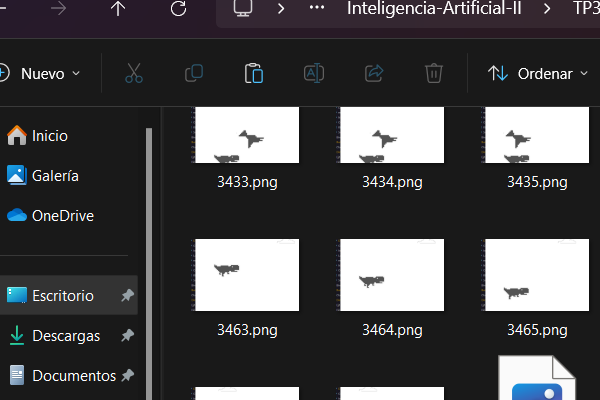 Inteligencia-Artificial-II
TP3
Nuevo
Ordenar
Inicio
Galería
OneDrive
Escritorio
Descargas
Documentos
3433.png
3434.png
3435.png
3463.png
3464.png
3465.png